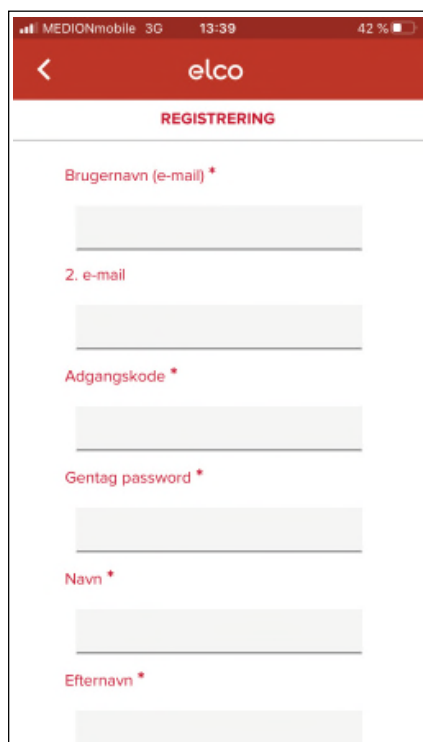 MEDIONmobile 3G 13:39 42 %
elco
REGISTRERING
Brugernavn (e-mail) *
2. e-mail
Adgangskode *
Gentag password *
Navn *
Efternavn *